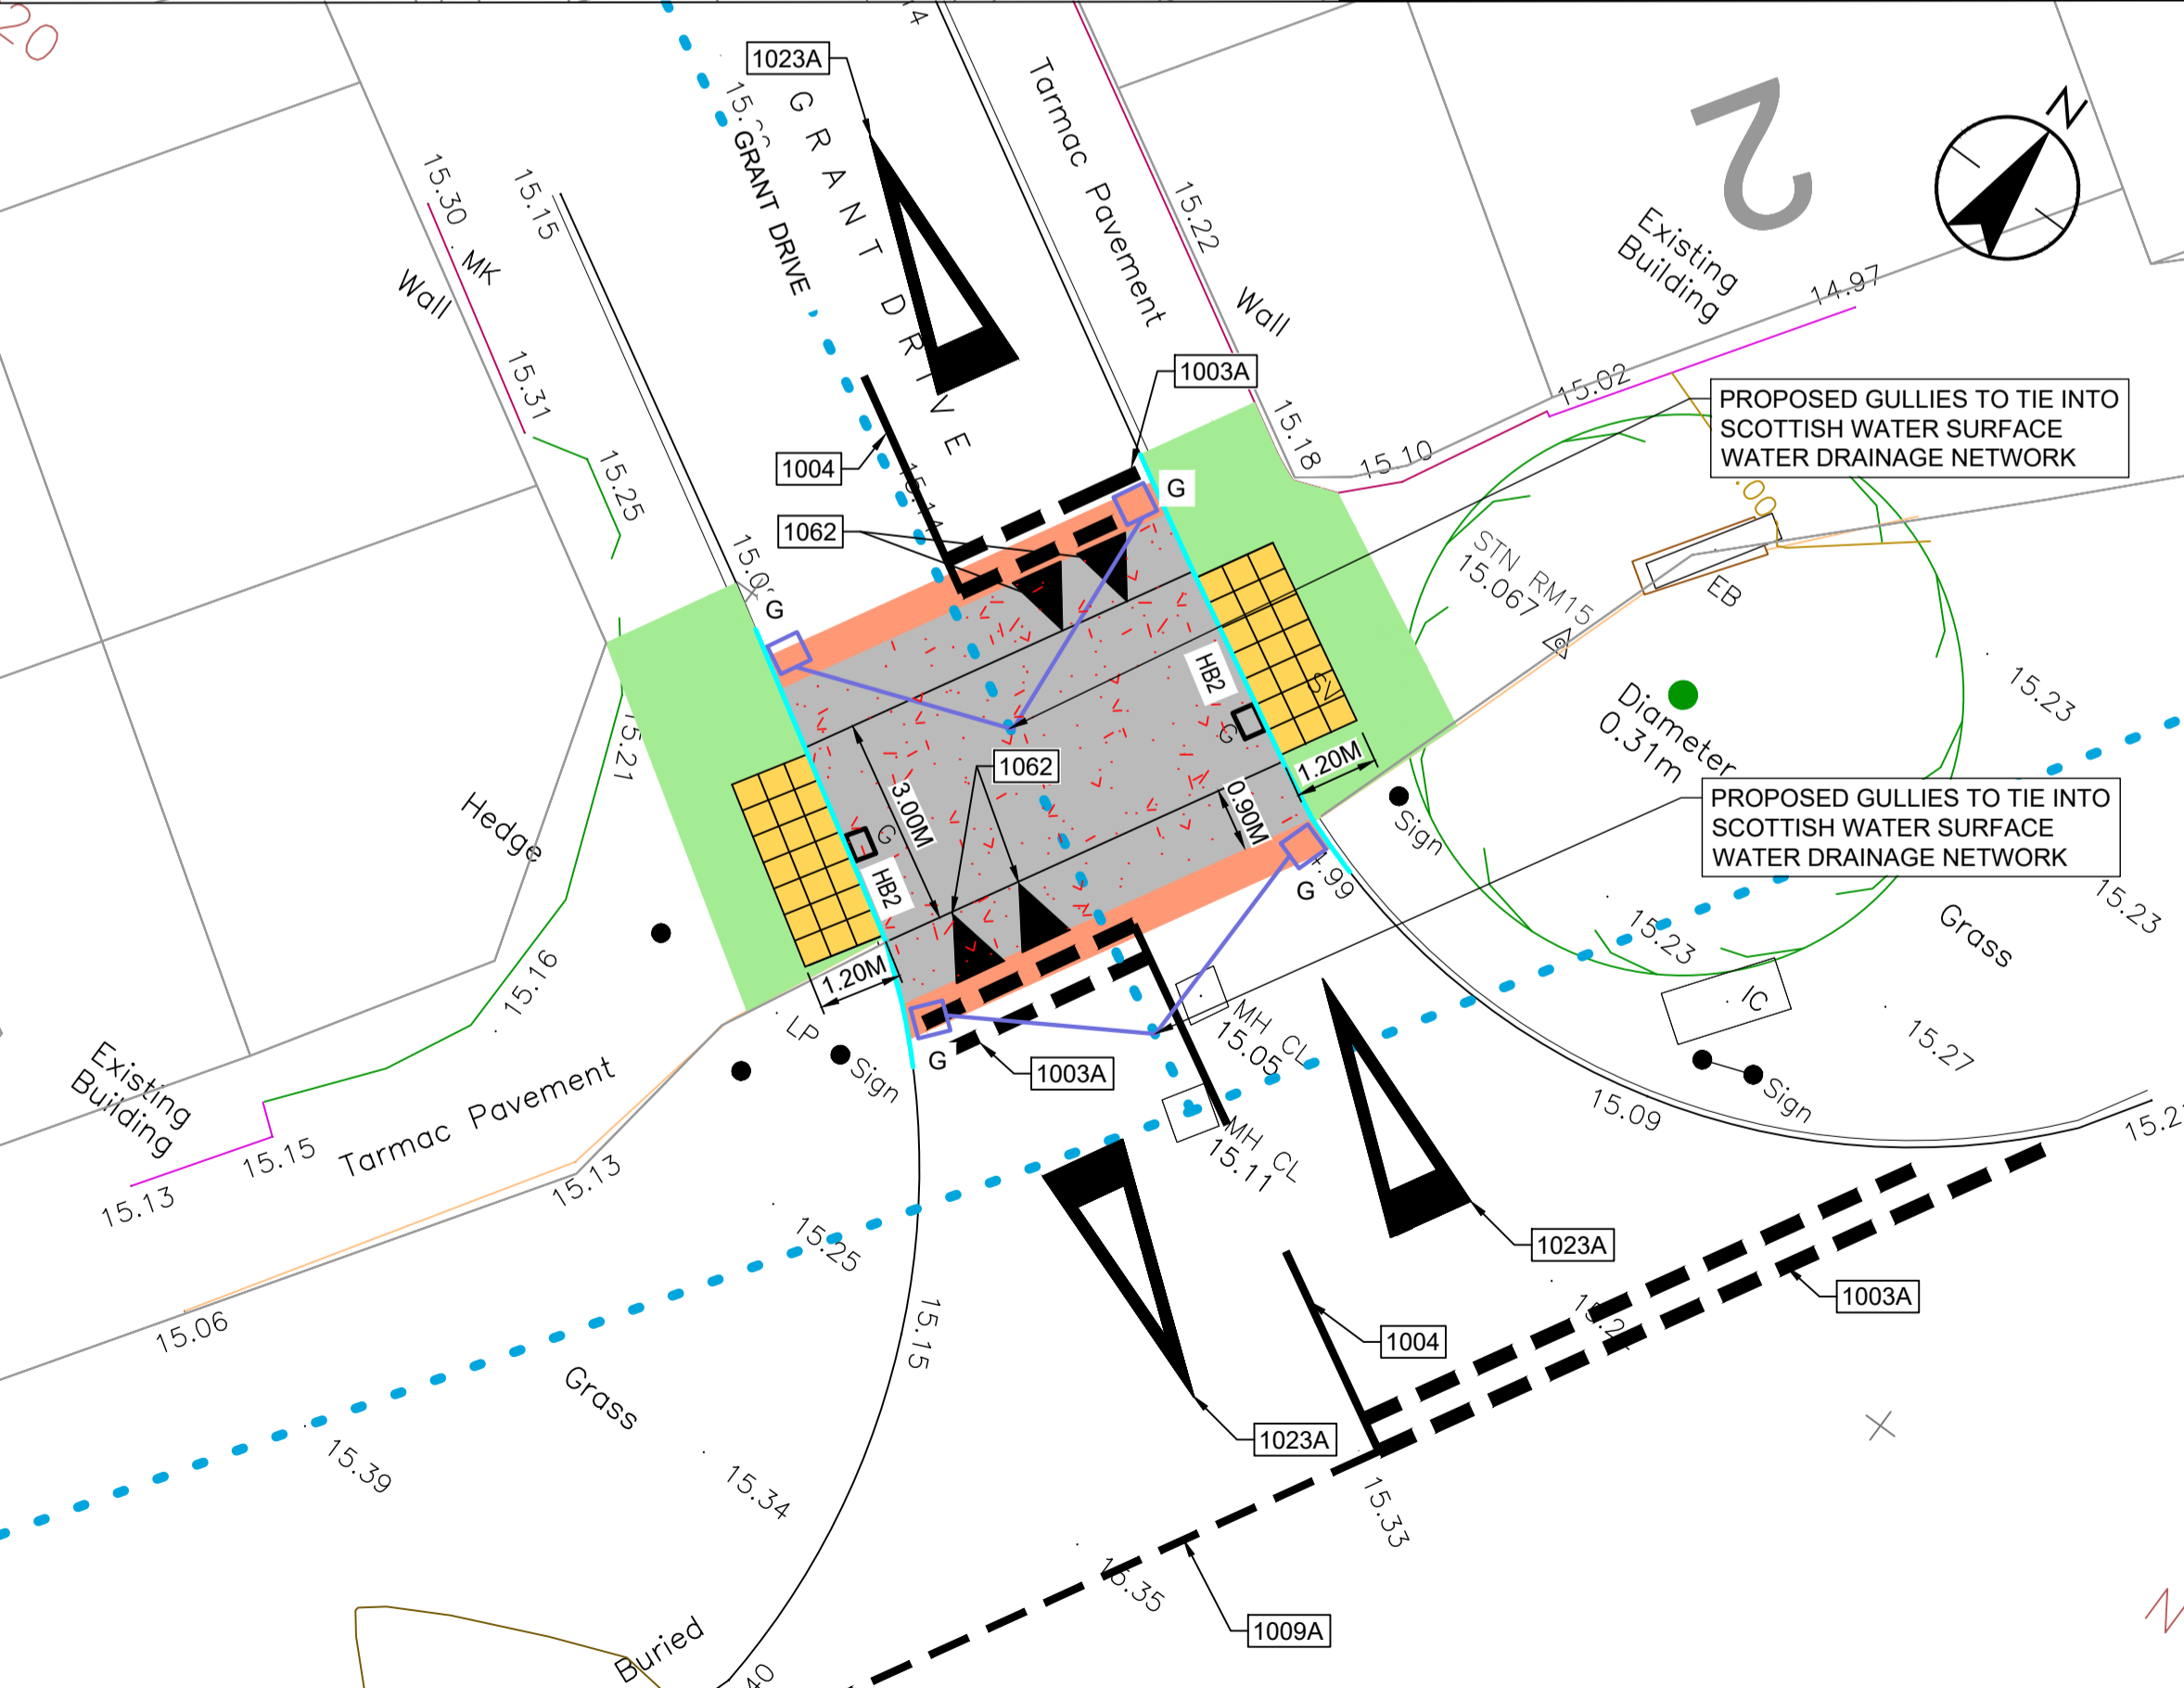 20
1023A
G R A N T D R I V E
GRANT DRIVE
Tarmac Pavement
15.22
Wall
2
Existing
Building
N
14.97
15.02
15.10
15.18
15.30
MK
Wall
15.15
15.31
15.25
1003A
1004
1062
G
G
PROPOSED GULLIES TO TIE INTO
SCOTTISH WATER SURFACE
WATER DRAINAGE NETWORK
STN RM15
15.067
EB
Diameter
0.31m
15.23
HB2
SV
G
1.20M
1062
3.00M
0.90M
G
HB2
1.20M
15.21
Hedge
Sign
PROPOSED GULLIES TO TIE INTO
SCOTTISH WATER SURFACE
WATER DRAINAGE NETWORK
15.23
Grass
15.23
G
G
15.16
LP
Sign
MH CL
15.05
1003A
IC
15.27
Sign
15.09
Existing
Building
Tarmac Pavement
15.15
15.13
15.13
MH CL
15.11
1023A
1003A
15.25
15.06
15.15
1004
Grass
1023A
15.39
15.34
15.33
15.35
1009A
Buried
N